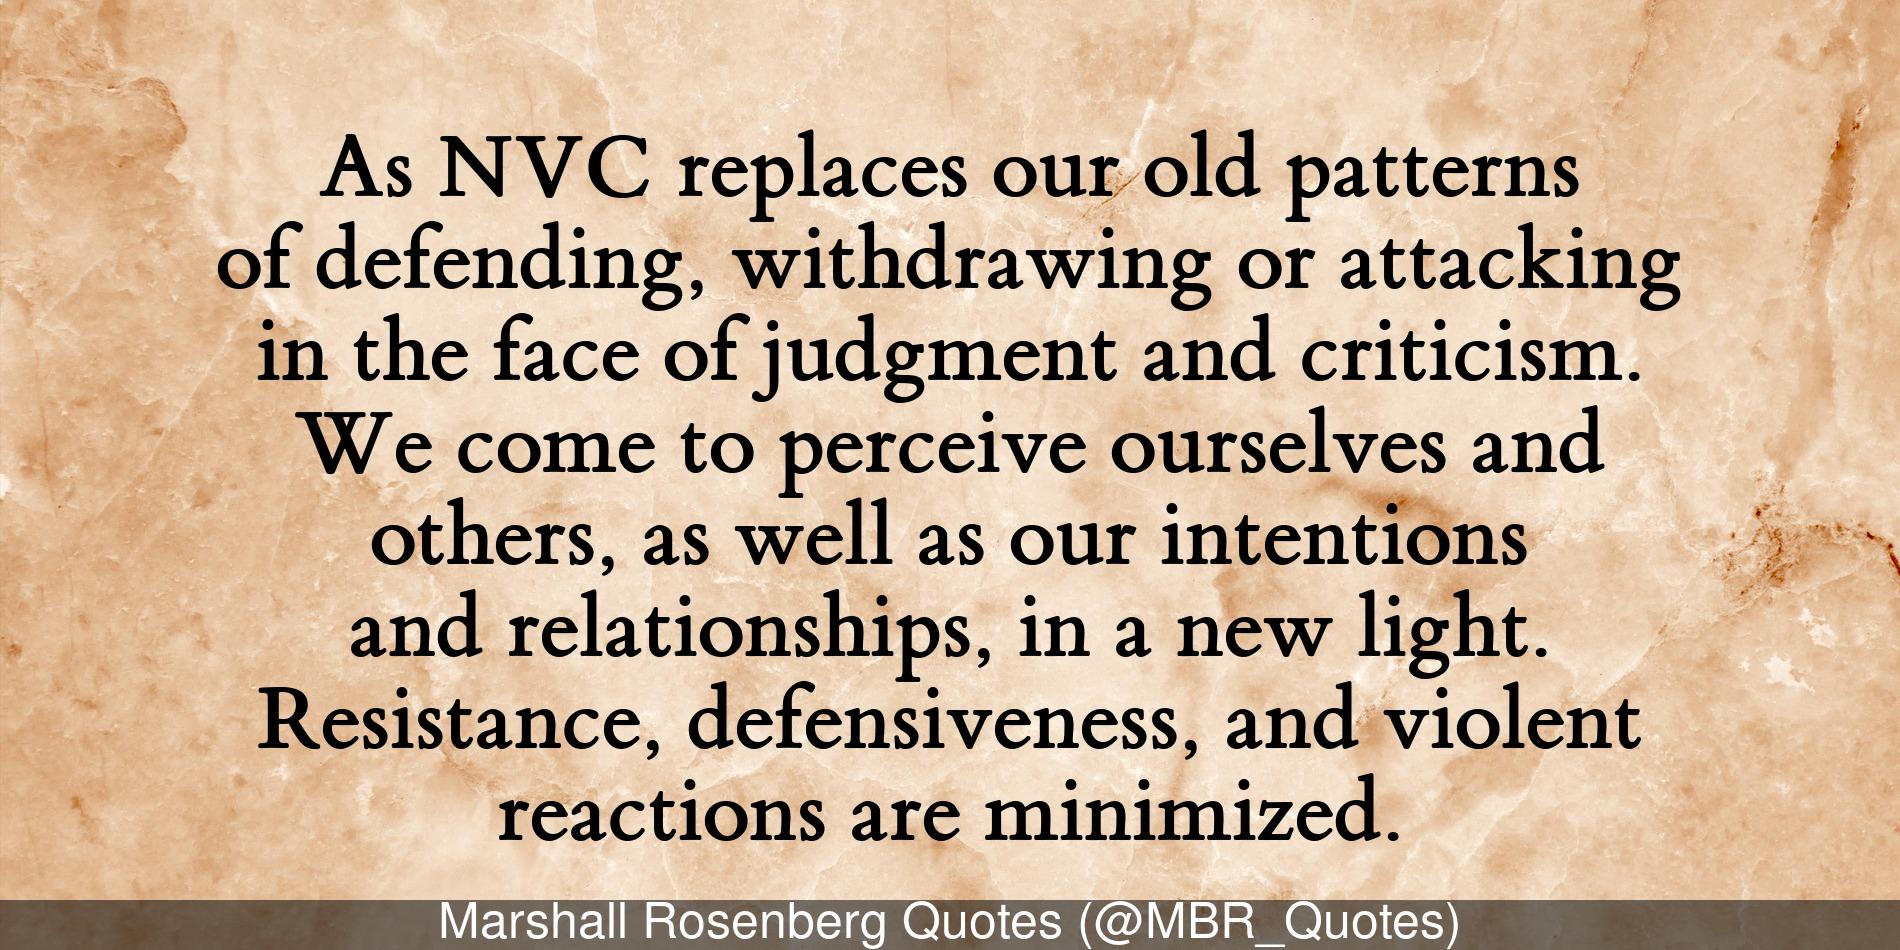 As NVC replaces our old patterns
of defending, withdrawing or attacking
in the face of judgment and criticism.
We come to perceive ourselves and
others, as well as our intentions
and relationships, in a new light.
Resistance, defensiveness, and violent
reactions are minimized.
Marshall Rosenberg Quotes (@MBR_Quotes)